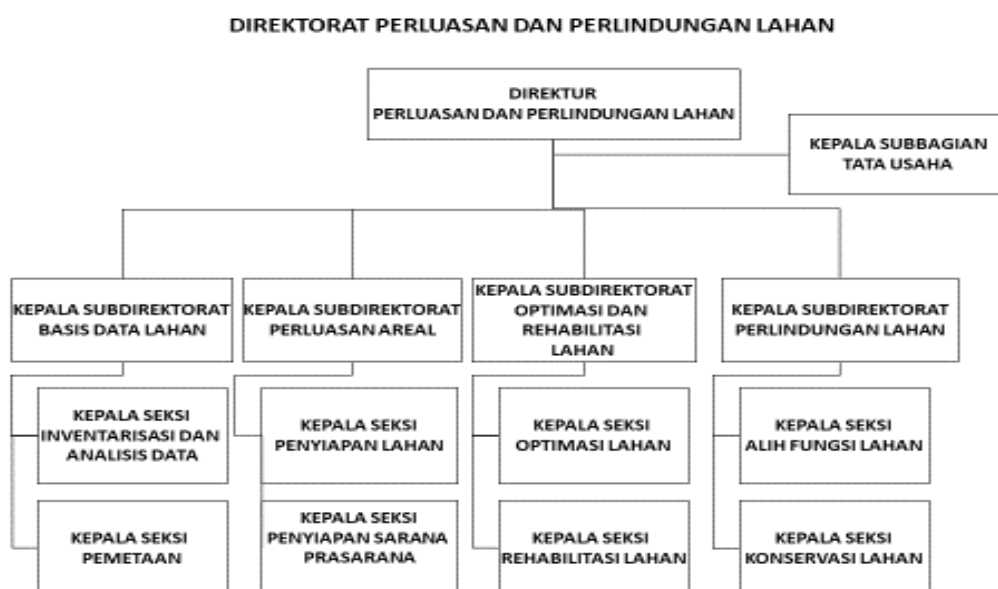 DIREKTORAT PERLUASAN DAN PERLINDUNGAN LAHAN
DIREKTUR
PERLUASAN DAN PERLINDUNGAN LAHAN
KEPALA SUBBAGIAN
TATA USAHA
KEPALA SUBDIREKTORAT
BASIS DATA LAHAN
KEPALA SUBDIREKTORAT
PERLUASAN AREAL
KEPALA SUBDIREKTORAT
OPTIMASI DAN
REHABILITASI
LAHAN
KEPALA SUBDIREKTORAT
PERLINDUNGAN LAHAN
KEPALA SEKSI
INVENTARISASI DAN
ANALISIS DATA
KEPALA SEKSI
PENYIAPAN LAHAN
KEPALA SEKSI
OPTIMASI LAHAN
KEPALA SEKSI
ALIH FUNGSI LAHAN
KEPALA SEKSI
PEMETAAN
KEPALA SEKSI
PENYIAPAN SARANA
PRASARANA
KEPALA SEKSI
REHABILITASI LAHAN
KEPALA SEKSI
KONSERVASI LAHAN